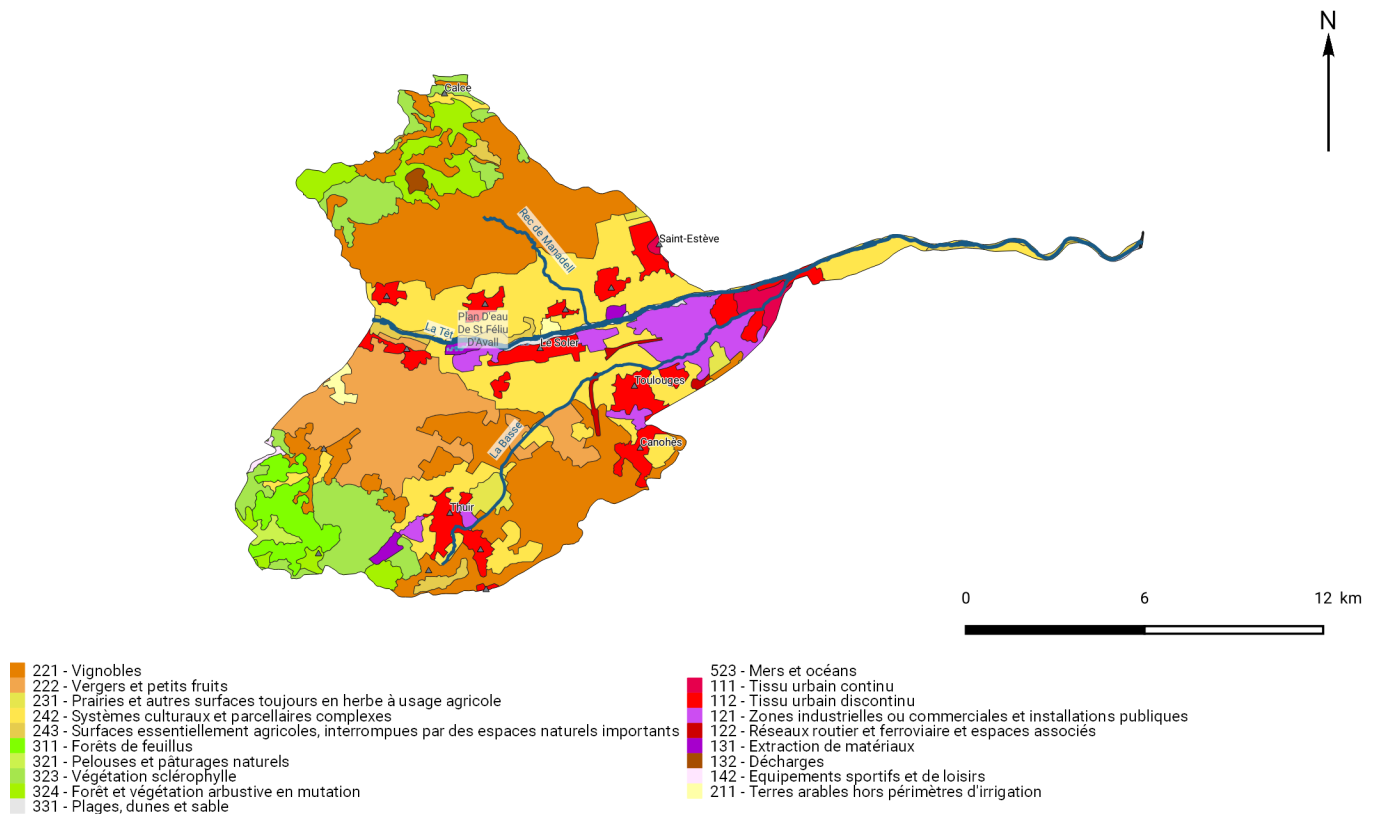 N
Calce
Saint-Estève
Rec de Manadell
La Têt
Plan D'eau
De St Féliu
D'Avall
Le Soler
Toulouges
La Basse
Canohès
Thuir
0 6 12 km
221 - Vignobles
222 - Vergers et petits fruits
231 - Prairies et autres surfaces toujours en herbe à usage agricole
242 - Systèmes culturaux et parcellaires complexes
243 - Surfaces essentiellement agricoles, interrompues par des espaces naturels importants
311 - Forêts de feuillus
321 - Pelouses et pâturages naturels
323 - Végétation sclérophylle
324 - Forêt et végétation arbustive en mutation
331 - Plages, dunes et sable
523 - Mers et océans
111 - Tissu urbain continu
112 - Tissu urbain discontinu
121 - Zones industrielles ou commerciales et installations publiques
122 - Réseaux routier et ferroviaire et espaces associés
131 - Extraction de matériaux
132 - Décharges
142 - Equipements sportifs et de loisirs
211 - Terres arables hors périmètres d'irrigation